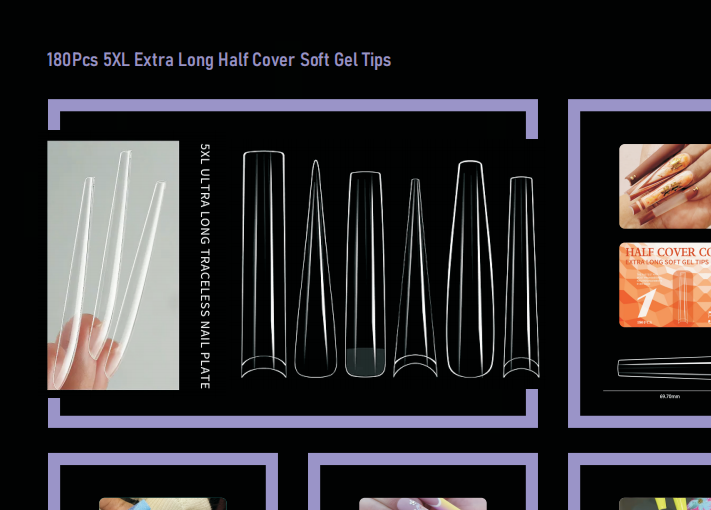 180Pcs 5XL Extra Long Half Cover Soft Gel Tips
5XL ULTRA LONG TRACELESS NAIL PLATE
HALF COVER
EXTRA LONG SOFT GEL TIPS
1
69.70mm